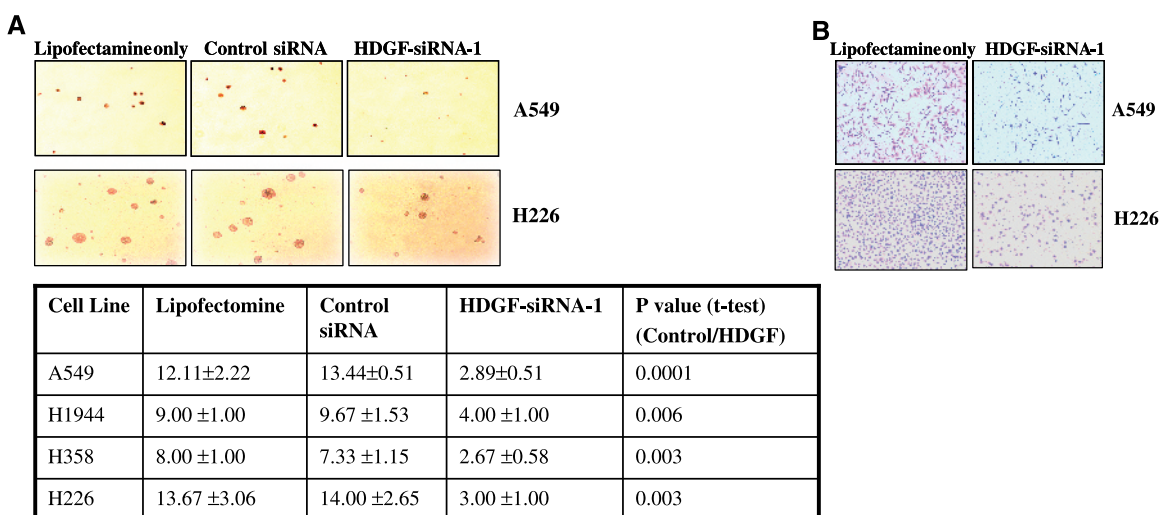 A
Lipofectamine only Control siRNA HDGF-siRNA-1
A549
H226
B
Lipofectamine only HDGF-siRNA-1
A549
H226
Cell Line Lipofectomine Control siRNA HDGF-siRNA-1 P value (t-test) (Control/HDGF)
A549 12.11±2.22 13.44±0.51 2.89±0.51 0.0001
H1944 9.00 ±1.00 9.67 ±1.53 4.00 ±1.00 0.006
H358 8.00 ±1.00 7.33 ±1.15 2.67 ±0.58 0.003
H226 13.67 ±3.06 14.00 ±2.65 3.00 ±1.00 0.003